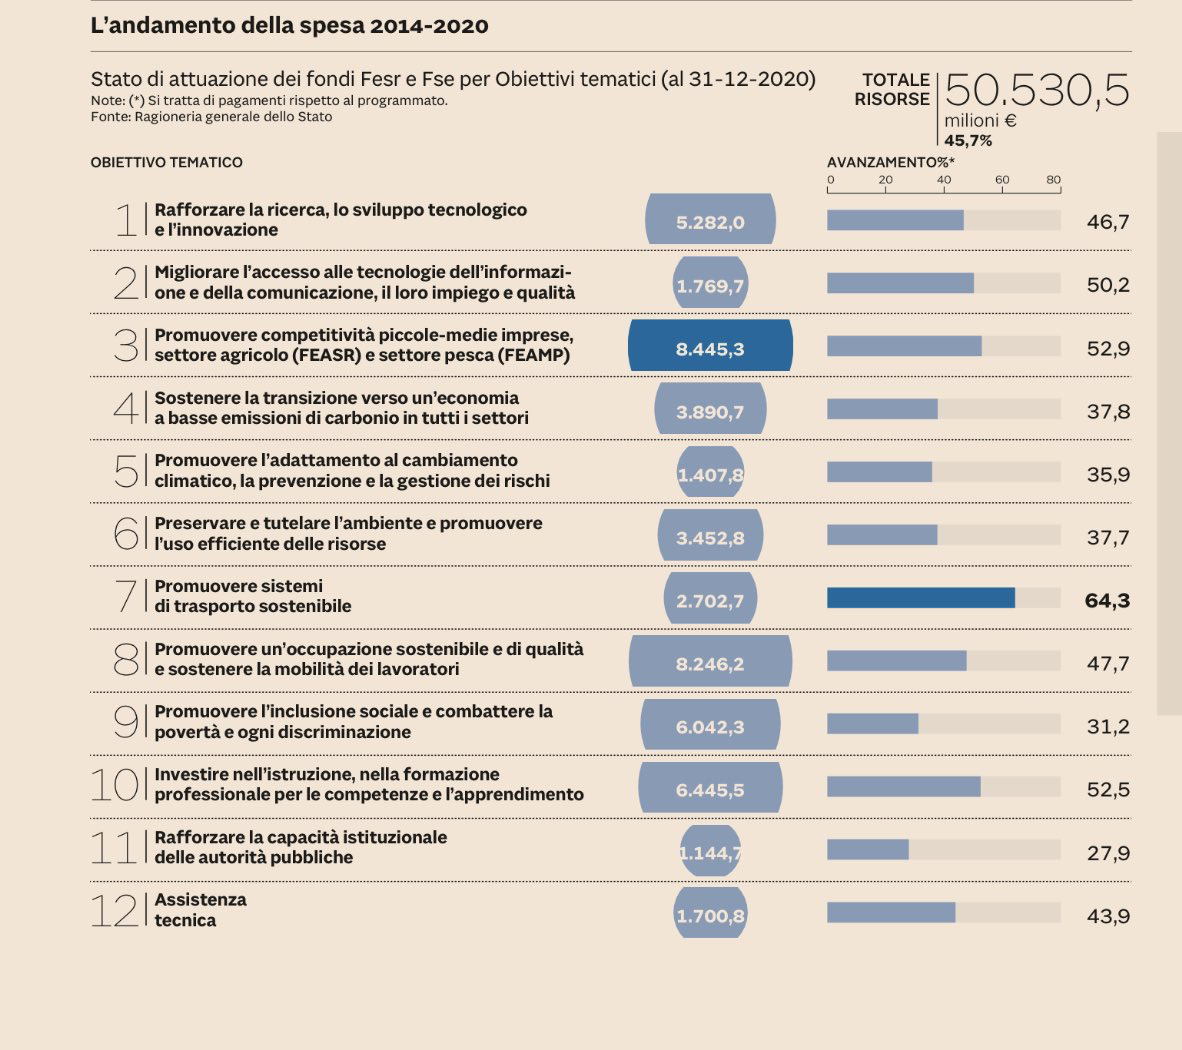 L'andamento della spesa 2014-2020
Stato di attuazione dei fondi Fesr e Fse per Obiettivi tematici (al 31-12-2020)
Note: (*) Si tratta di pagamenti rispetto al programmato.
Fonte: Ragioneria generale dello Stato
TOTALE
RISORSE
50.530,5
milioni €
45,7%
OBIETTIVO TEMATICO
AVANZAMENTO%*
0 20 40 60 80
1 Rafforzare la ricerca, lo sviluppo tecnologico
e l'innovazione
5.282,0
46,7
2 Migliorare l'accesso alle tecnologie dell'informazi-
one e della comunicazione, il loro impiego e qualità
1.769,7
50,2
3 Promuovere competitività piccole-medie imprese,
settore agricolo (FEASR) e settore pesca (FEAMP)
8.445,3
52,9
4 Sostenere la transizione verso un'economia
a basse emissioni di carbonio in tutti i settori
3.890,7
37,8
5 Promuovere l'adattamento al cambiamento
climatico, la prevenzione e la gestione dei rischi
1.407,8
35,9
6 Preservare e tutelare l'ambiente e promuovere
l'uso efficiente delle risorse
3.452,8
37,7
7 Promuovere sistemi
di trasporto sostenibile
2.702,7
64,3
8 Promuovere un'occupazione sostenibile e di qualità
e sostenere la mobilità dei lavoratori
8.246,2
47,7
9 Promuovere l'inclusione sociale e combattere la
povertà e ogni discriminazione
6.042,3
31,2
10 Investire nell'istruzione, nella formazione
professionale per le competenze e l'apprendimento
6.445,5
52,5
11 Rafforzare la capacità istituzionale
delle autorità pubbliche
1.144,7
27,9
12 Assistenza
tecnica
1.700,8
43,9